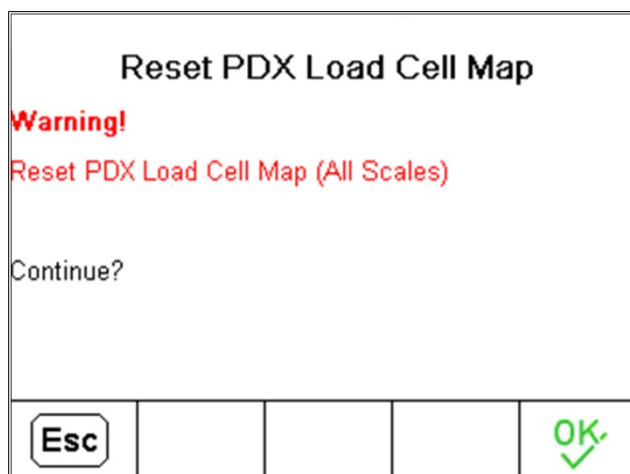 Reset PDX Load Cell Map
Warning!
Reset PDX Load Cell Map (All Scales)
Continue?
Esc
OK